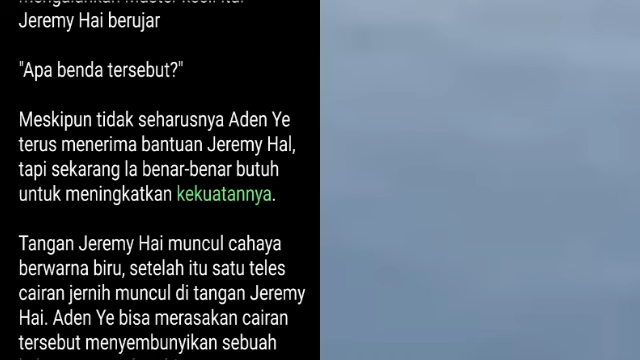 Jeremy Hai berujar
"Apa benda tersebut?"
Meskipun tidak seharusnya Aden Ye
terus menerima bantuan Jeremy Hal,
tapi sekarang Ia benar-benar butuh
untuk meningkatkan kekuatannya.
Tangan Jeremy Hai muncul cahaya
berwarna biru, setelah itu satu teles
cairan jernih muncul di tangan Jeremy
Hai. Aden Ye bisa merasakan cairan
tersebut menyembunyikan sebuah